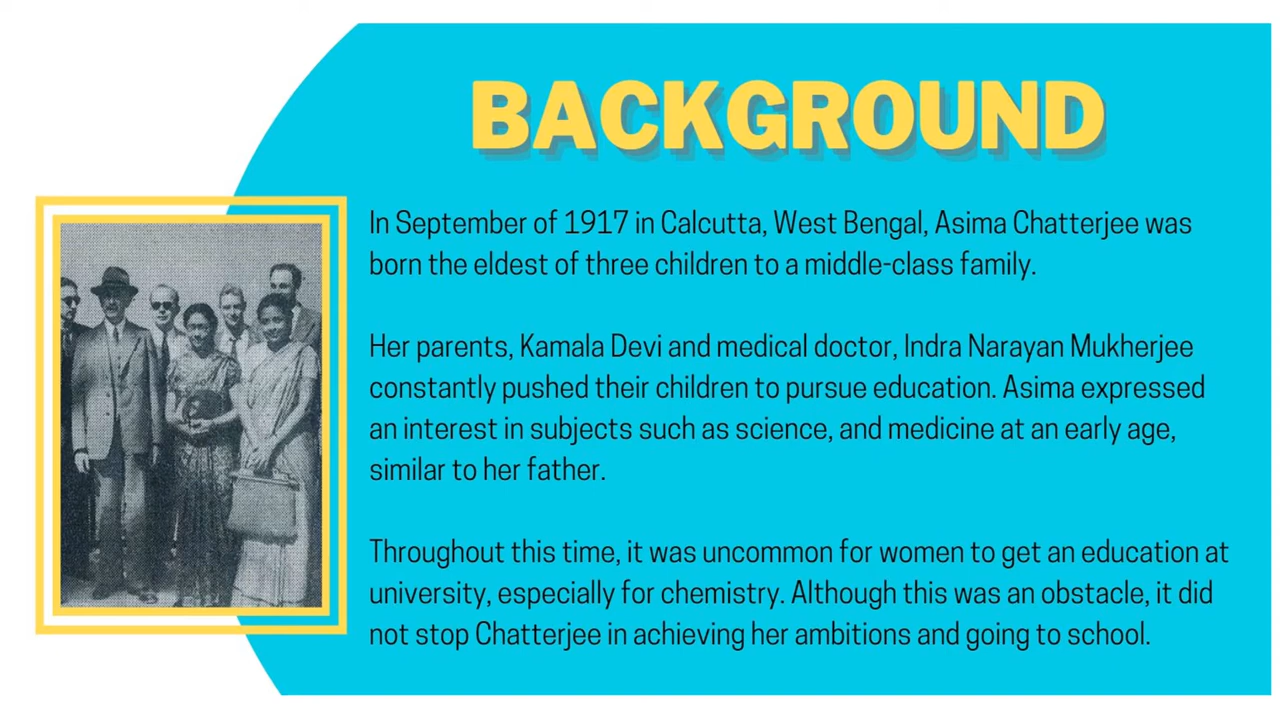 BACKGROUND
In September of 1917 in Calcutta, West Bengal, Asima Chatterjee was
born the eldest of three children to a middle-class family.
Her parents, Kamala Devi and medical doctor, Indra Narayan Mukherjee
constantly pushed their children to pursue education. Asima expressed
an interest in subjects such as science, and medicine at an early age,
similar to her father.
Throughout this time, it was uncommon for women to get an education at
university, especially for chemistry. Although this was an obstacle, it did
not stop Chatterjee in achieving her ambitions and going to school.